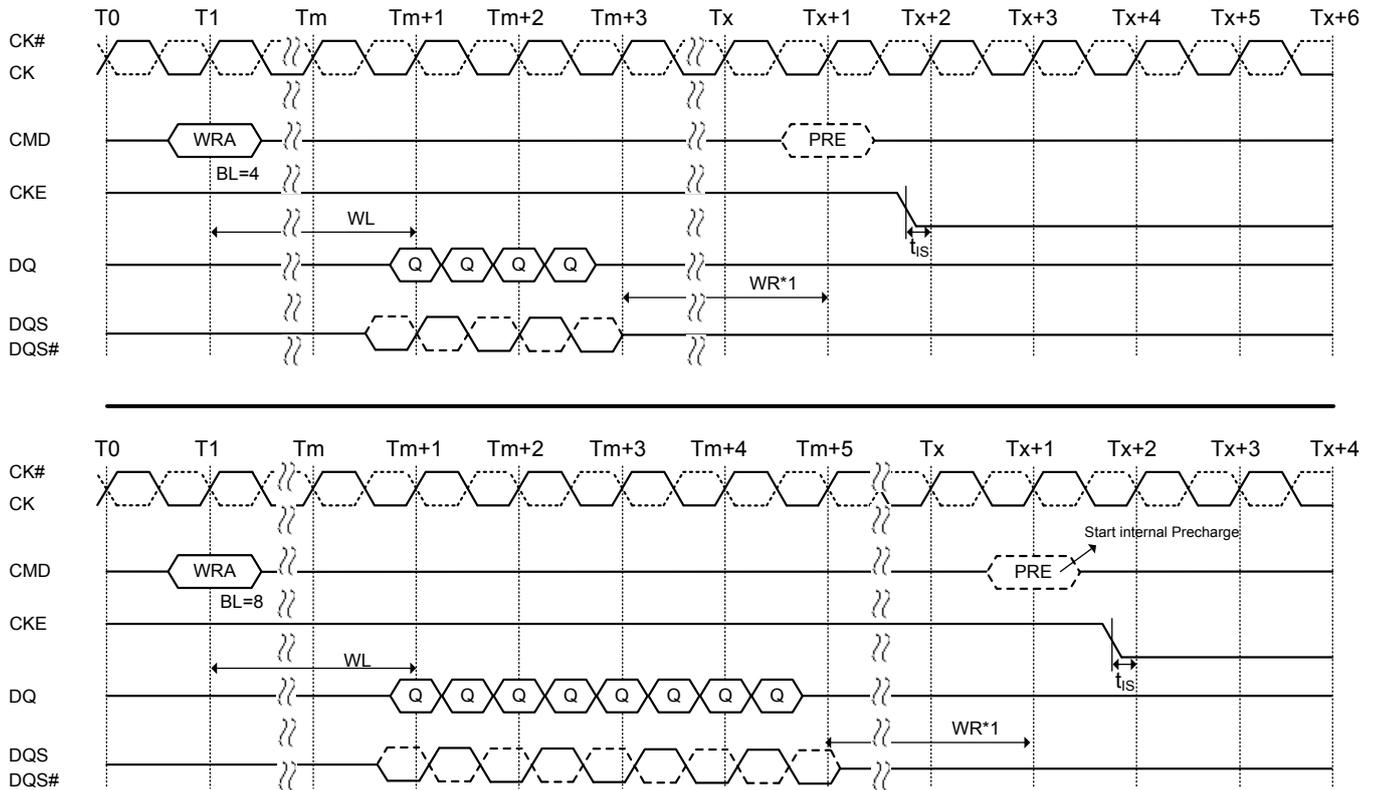 T0 T1 Tm Tm+1 Tm+2 Tm+3 Tx Tx+1 Tx+2 Tx+3 Tx+4 Tx+5 Tx+6
CK#
CK
CMD WRA PRE
BL=4
CKE
WL
tIS
DQ Q Q Q Q
WR*1
DQS
DQS#
T0 T1 Tm Tm+1 Tm+2 Tm+3 Tm+4 Tm+5 Tx Tx+1 Tx+2 Tx+3 Tx+4
CK#
CK
Start internal Precharge
CMD WRA PRE
BL=8
CKE
WL
tIS
DQ Q Q Q Q Q Q Q Q
WR*1
DQS
DQS#